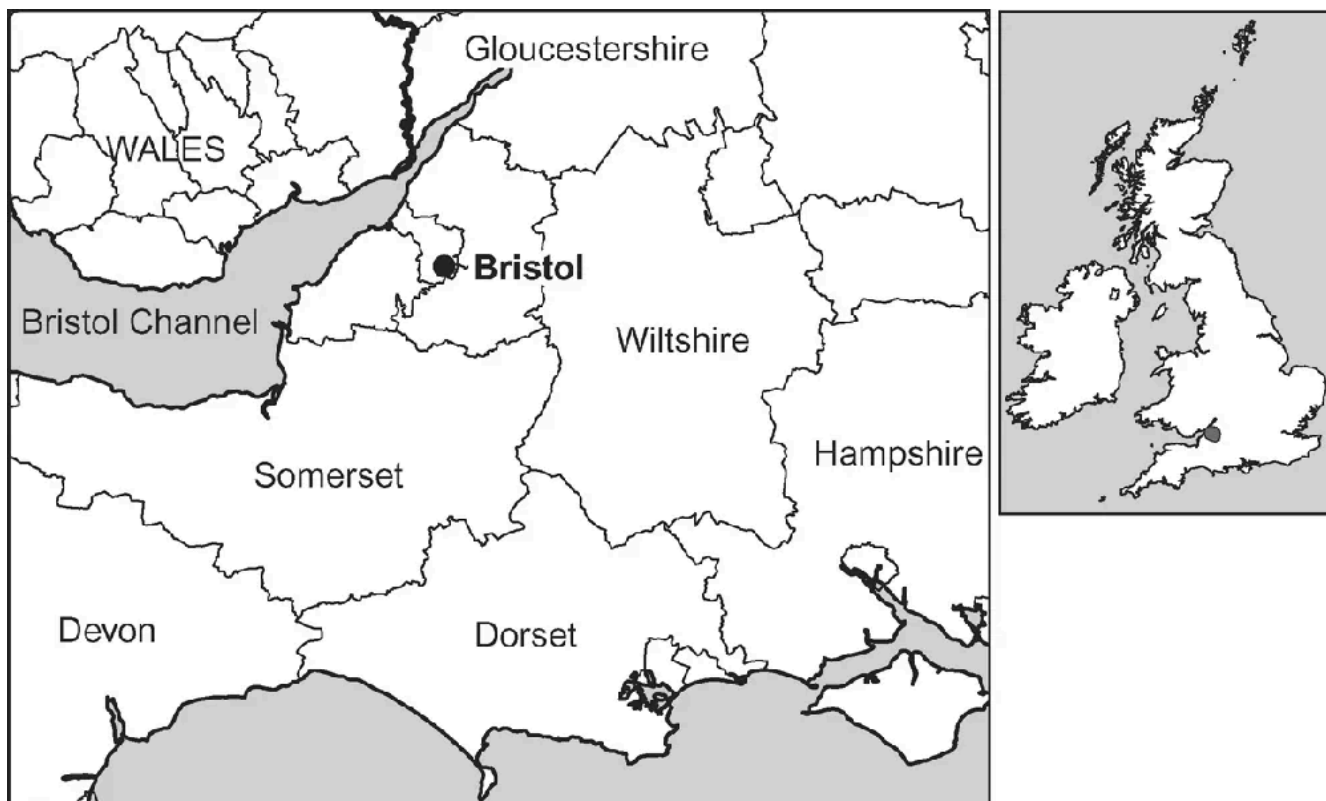 Gloucestershire
WALES
Bristol
Bristol Channel
Wiltshire
Hampshire
Somerset
Devon
Dorset